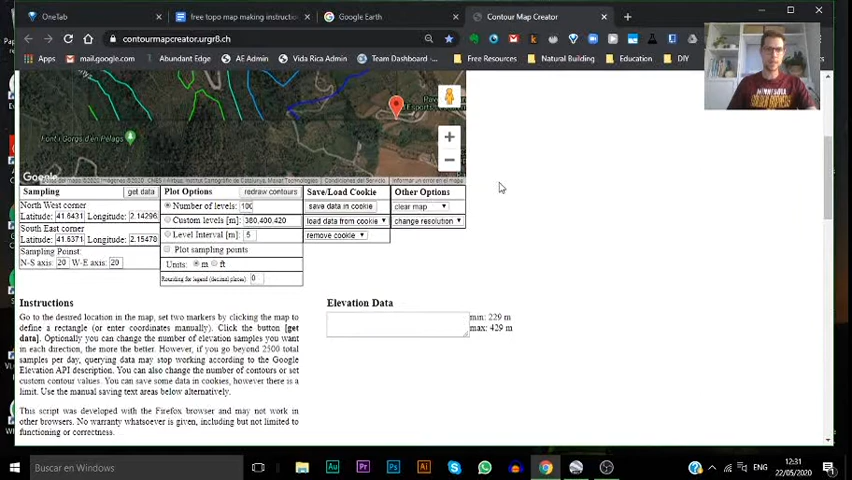 OneTab
free topo map making instruct
Google Earth
Contour Map Creator
contourmapcreator.urgr8.ch
Apps
mail.google.com
Abundant Edge
AE Admin
Vida Rica Admin
Team Dashboard –
Free Resources
Natural Building
Education
DIY
Font i Gorgs d'en Pèlags
Google
Sampling
get data
North West corner
Latitude: 41.6431 Longitude: 2.14296
South East corner
Latitude: 41.6371 Longitude: 2.15478
Sampling Poinst:
N-S axis: 20 W-E axis: 20
Plot Options
redraw contours
Number of levels: 100
Custom levels [m]: 380,400,420
Level Interval [m]: 5
Plot sampling points
Units: m ft
Rounding for legend (decimal places): 0
Save/Load Cookie
save data in cookie
load data from cookie
remove cookie
Other Options
clear map
change resolution
Instructions
Go to the desired location in the map, set two markers by clicking the map to
define a rectangle (or enter coordinates manually). Click the button [get
data]. Optionally you can change the number of elevation samples you want
in each direction, the more the better. However, if you go beyond 2500 total
samples per day, querying data may stop working according to the Google
Elevation API description. You can also change the number of contours or set
custom contour values. You can save some data in cookies, however there is a
limit. Use the manual saving text areas below alternatively.
This script was developed with the Firefox browser and may not work in
other browsers. No warranty whatsoever is given, including but not limited to
functioning or correctness.
Elevation Data
min: 229 m
max: 429 m
Buscar en Windows
ENG
12:31
22/05/2020